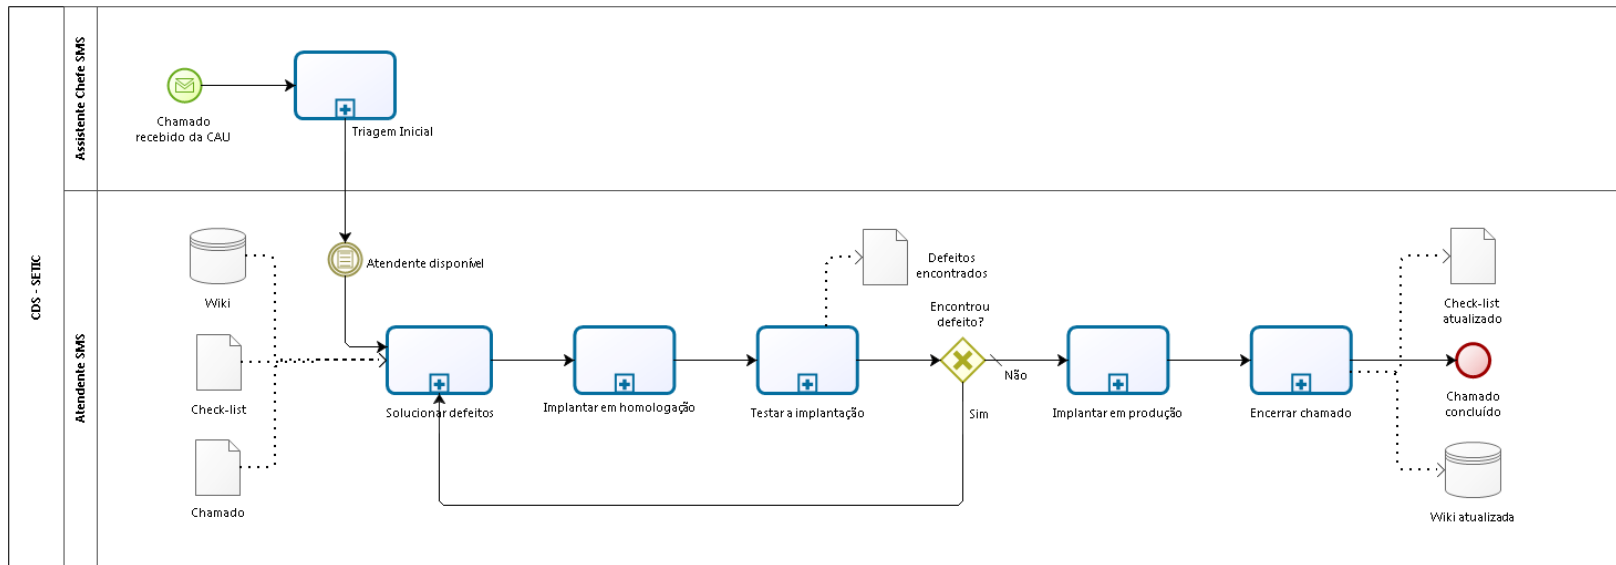 CDS - SETIC
Assistente Chefe SMS
Chamado
recebido da CAU
Triagem Inicial
Atendente SMS
Atendente disponível
Wiki
Check-list
Chamado
Solucionar defeitos
Implantar em homologação
Testar a implantação
Defeitos
encontrados
Encontrou
defeito?
Não
Sim
Implantar em produção
Encerrar chamado
Check-list
atualizado
Chamado
concluído
Wiki atualizada